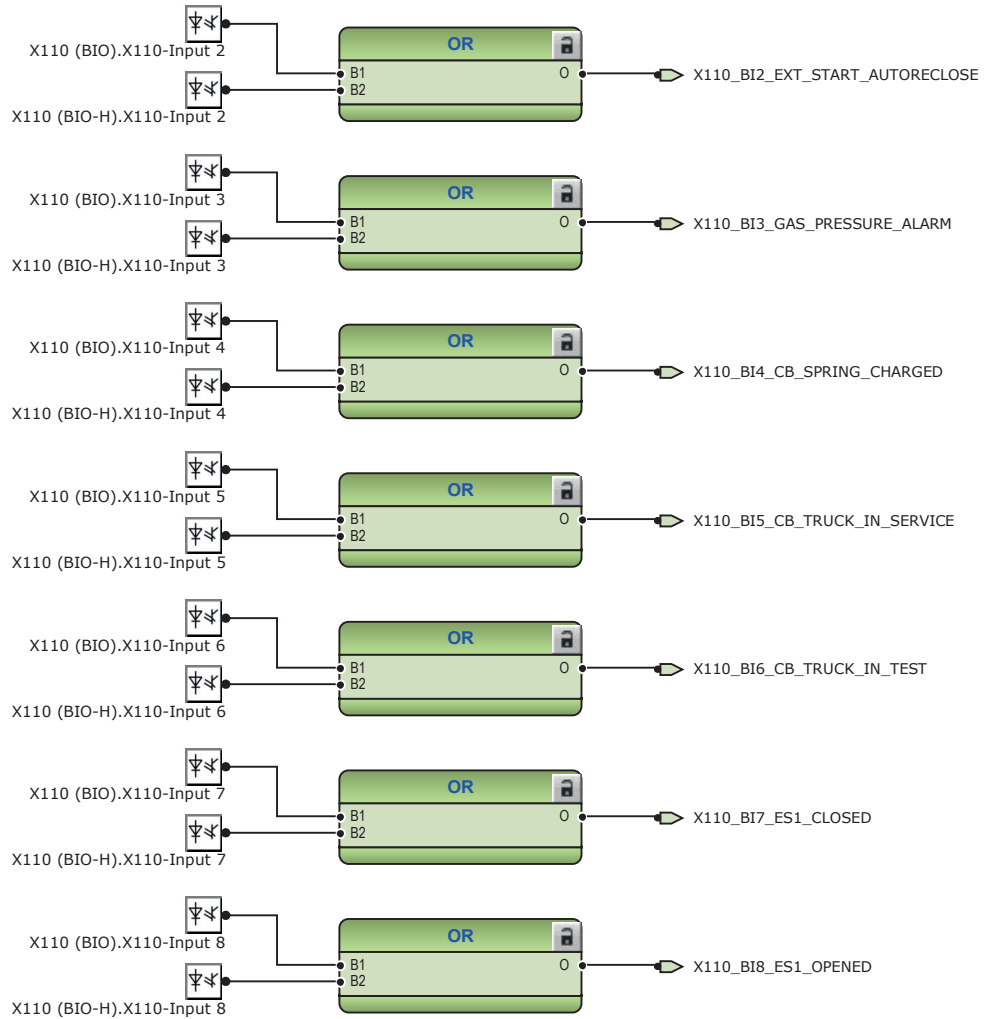 X110 (BIO).X110-Input 2
X110 (BIO-H).X110-Input 2
OR
B1
B2
O
X110_BI2_EXT_START_AUTORECLOSE
X110 (BIO).X110-Input 3
X110 (BIO-H).X110-Input 3
OR
B1
B2
O
X110_BI3_GAS_PRESSURE_ALARM
X110 (BIO).X110-Input 4
X110 (BIO-H).X110-Input 4
OR
B1
B2
O
X110_BI4_CB_SPRING_CHARGED
X110 (BIO).X110-Input 5
X110 (BIO-H).X110-Input 5
OR
B1
B2
O
X110_BI5_CB_TRUCK_IN_SERVICE
X110 (BIO).X110-Input 6
X110 (BIO-H).X110-Input 6
OR
B1
B2
O
X110_BI6_CB_TRUCK_IN_TEST
X110 (BIO).X110-Input 7
X110 (BIO-H).X110-Input 7
OR
B1
B2
O
X110_BI7_ES1_CLOSED
X110 (BIO).X110-Input 8
X110 (BIO-H).X110-Input 8
OR
B1
B2
O
X110_BI8_ES1_OPENED